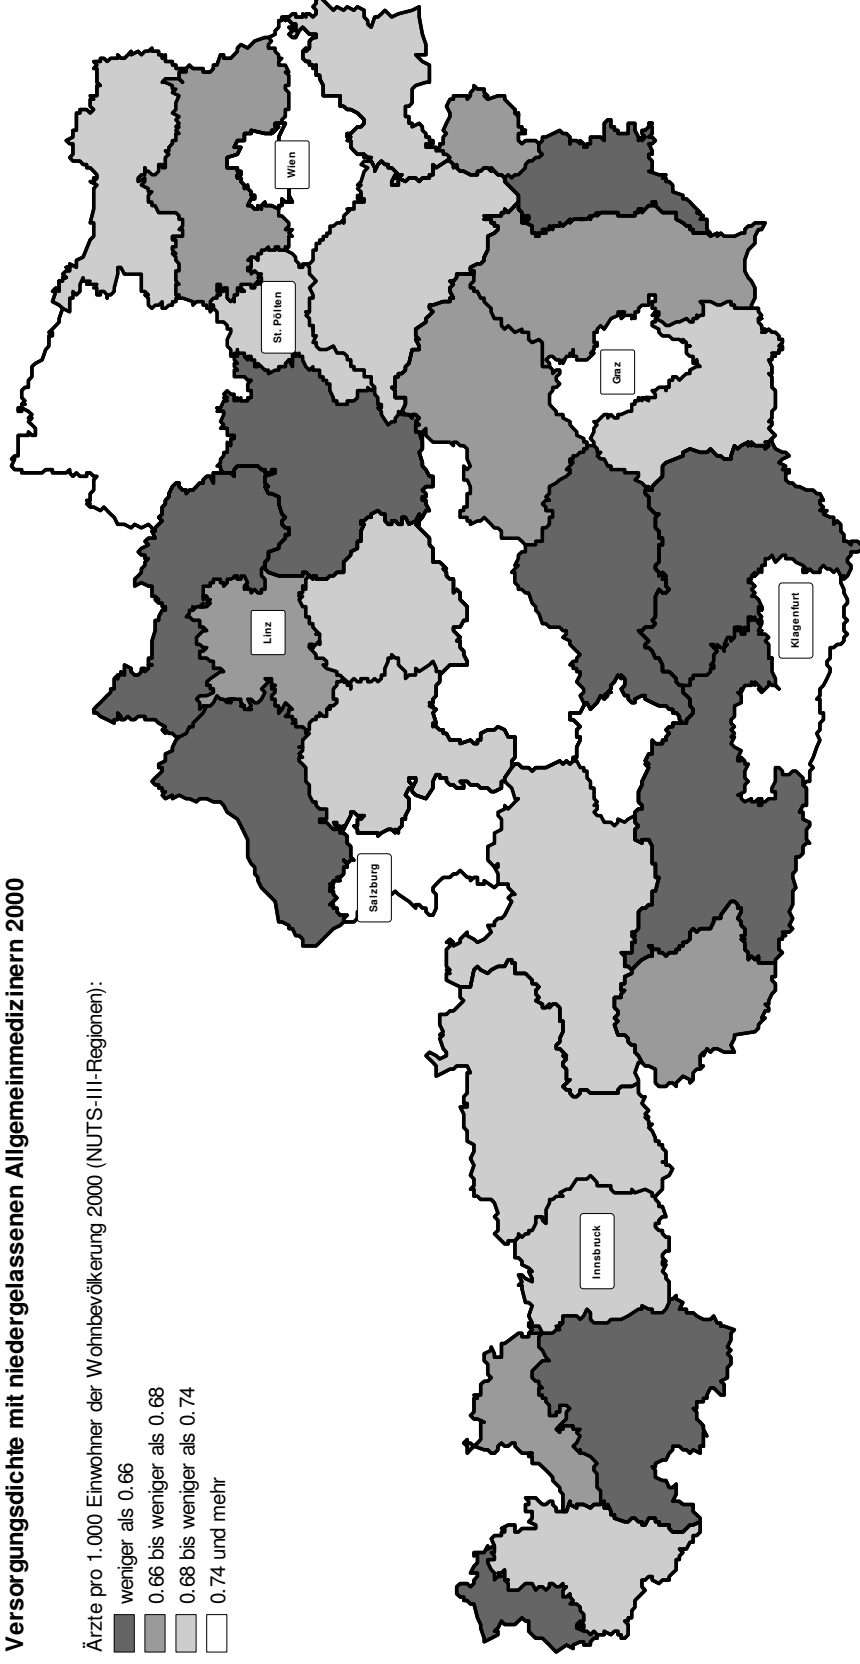 Versorgungsdichte mit niedergelassenen Allgemeinmedizinern 2000
Ärzte pro 1.000 Einwohner der Wohnbevölkerung 2000 (NUTS-III-Regionen):
weniger als 0.66
0.66 bis weniger als 0.68
0.68 bis weniger als 0.74
0.74 und mehr
Wien
St. Pölten
Linz
Salzburg
Graz
Klagenfurt
Innsbruck